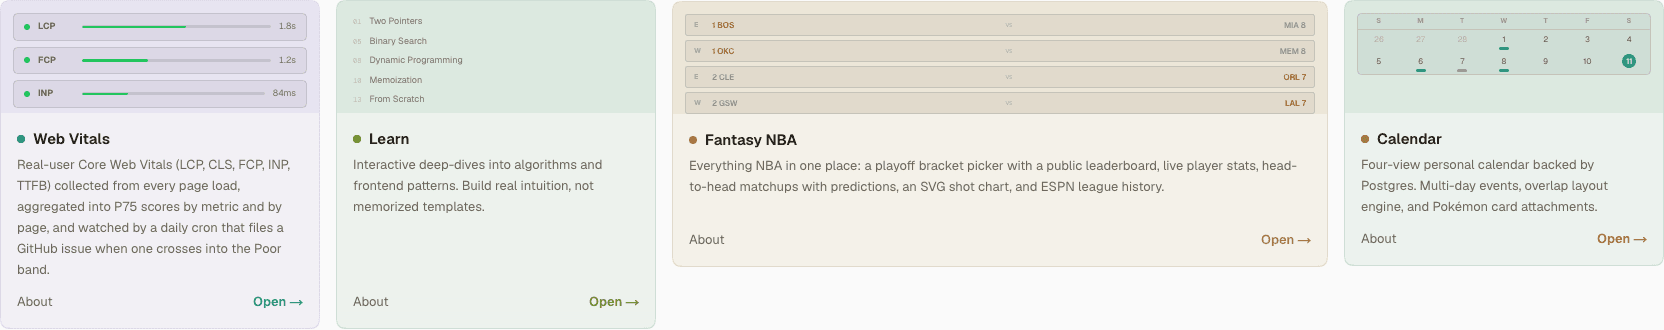 LCP 1.8s
FCP 1.2s
INP 84ms
Web Vitals
Real-user Core Web Vitals (LCP, CLS, FCP, INP,
TTFB) collected from every page load,
aggregated into P75 scores by metric and by
page, and watched by a daily cron that files a
GitHub issue when one crosses into the Poor
band.
About Open →
01 Two Pointers
05 Binary Search
Dynamic Programming
10 Memoization
From Scratch
Learn
Interactive deep-dives into algorithms and
frontend patterns. Build real intuition, not
memorized templates.
About Open →
E 1 BOS vs MIA 8
W 1 OKC vs MEM 8
E 2 CLE vs ORL 7
W 2 GSW vs LAL 7
Fantasy NBA
Everything NBA in one place: a playoff bracket picker with a public leaderboard, live player stats, head-
to-head matchups with predictions, an SVG shot chart, and ESPN league history.
About Open →
S M T W T F S
26 27 28 1 2 3 4
5 6 7 8 9 10 11
Calendar
Four-view personal calendar backed by
Postgres. Multi-day events, overlap layout
engine, and Pokémon card attachments.
About Open →